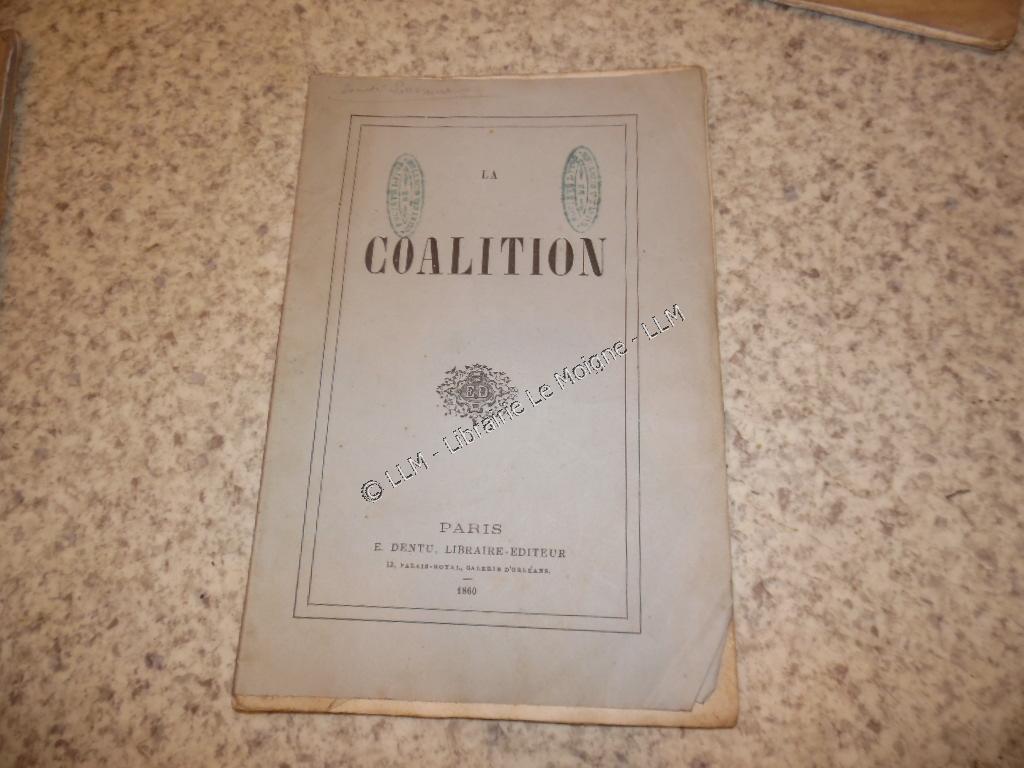 LA
COALITION
E D
© LLM - Librairie Le Moigne - LLM
PARIS
E. DENTU, LIBRAIRE-EDITEUR
13, PALAIS-ROYAL, GALERIE D'ORLÉANS.
1860